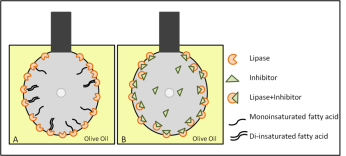 Lipase
Inhibitor
Lipase+Inhibitor
Monoinsaturated fatty acid
Di-insaturated fatty acid
A
Olive Oil
B
Olive Oil